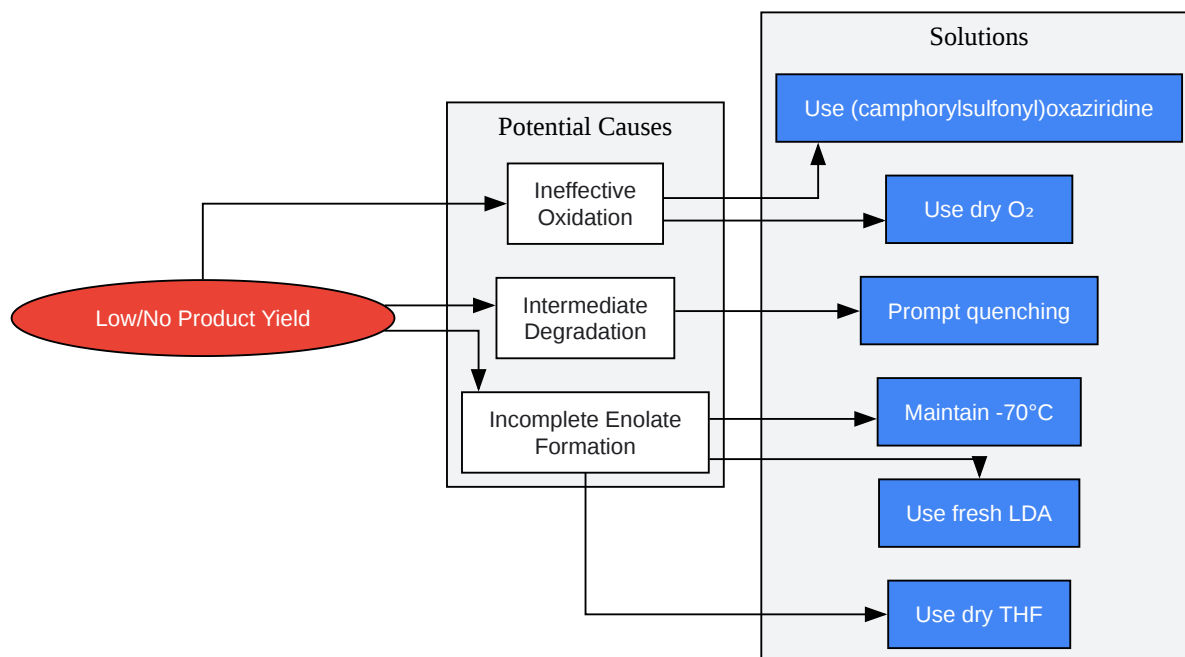 Solutions
Use (camphorylsulfonyl)oxaziridine
Potential Causes
Ineffective
Oxidation
Use dry O₂
Low/No Product Yield
Intermediate
Degradation
Prompt quenching
Incomplete Enolate
Formation
Maintain -70°C
Use fresh LDA
Use dry THF